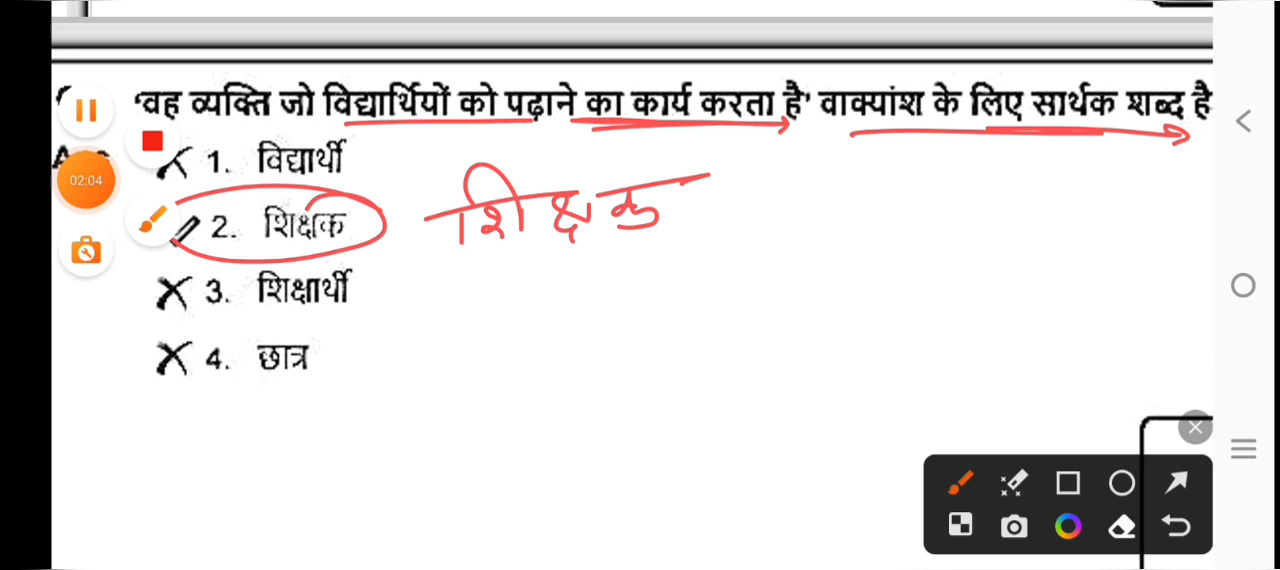 'वह व्यक्ति जो विद्यार्थियों को पढ़ाने का कार्य करता है' वाक्यांश के लिए सार्थक शब्द है
1. विद्यार्थी
02:04
2. शिक्षक
शिक्षक
3. शिक्षार्थी
4. छात्र